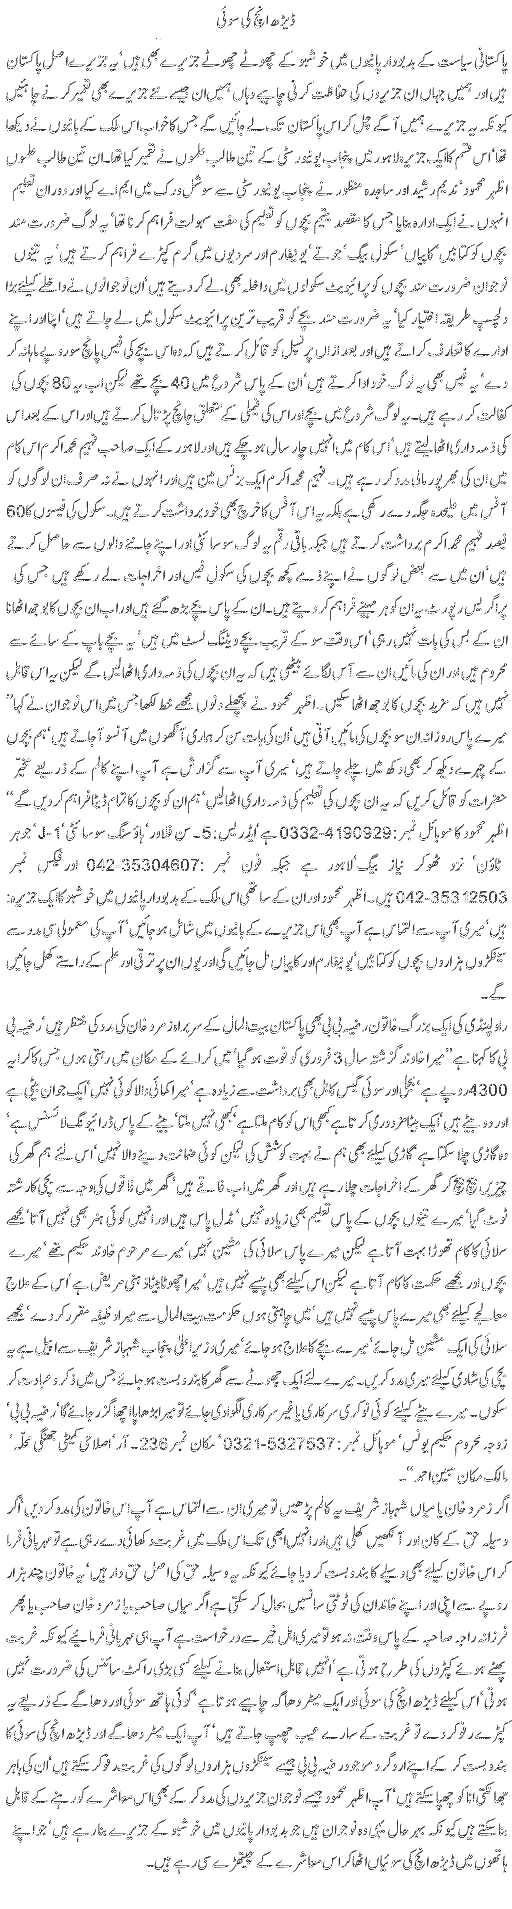 ڈیڑھ انچ کی سوئی
پاکستانی سیاست کے بدبودار پانیوں میں خوشبو کے چھوٹے چھوٹے جزیرے بھی ہیں‘ یہ جزیرے اصل پاکستان
ہیں اور ہمیں جہاں ان جزیروں کی حفاظت کرنی چاہیے وہاں ہمیں ان جیسے نئے جزیرے بھی تعمیر کرنے چاہئیں
کیونکہ یہ جزیرے ہمیں آگے چل کر اس پاکستان تک لے جائیں گے جس کا خواب اس ملک کے بانیوں نے دیکھا
تھا‘ اس قسم کا ایک جزیرہ لاہور میں پنجاب یونیورسٹی کے تین طالب علموں نے تعمیر کیا تھا۔ ان تین طالب علموں
اظہر محمود‘ ندیم رشید اور ساجدہ منظور نے پنجاب یونیورسٹی سے سوشل ورک میں ایم اے کیا اور دوران تعلیم
انہوں نے ایک ادارہ بنایا جس کا مقصد یتیم بچوں کو تعلیم کی مفت سہولت فراہم کرنا تھا‘ یہ لوگ ضرورت مند
بچوں کو کتابیں‘ کاپیاں‘ سکول بیگ‘ جوتے‘ یونیفارم اور سردیوں میں گرم کپڑے فراہم کرتے ہیں‘ یہ تینوں
نوجوان ضرورت مند بچوں کو پرائیویٹ سکولوں میں داخلہ بھی لے کر دیتے ہیں‘ ان نوجوانوں نے داخلے کیلئے بڑا
دلچسپ طریقہ اختیار کیا‘ یہ ضرورت مند بچے کو قریب ترین پرائیویٹ سکول میں لے جاتے ہیں‘ اپنا اور اپنے
ادارے کا تعارف کراتے ہیں اور بعد ازاں پرنسپل کو قائل کرتے ہیں کہ وہ اس بچے کی فیس پانچ سو روپے ماہانہ کر
دے‘ یہ فیس بھی یہ لوگ خود ادا کرتے ہیں‘ ان کے پاس شروع میں 40 بچے تھے لیکن اب یہ 80 بچوں کی
کفالت کر رہے ہیں۔ یہ لوگ شروع میں بچے اور اس کی فیملی کے متعلق جانچ پڑتال کرتے ہیں اور اس کے بعد اس
کی ذمہ داری اٹھا لیتے ہیں‘ اس کام میں انہیں چار سال ہو چکے ہیں اور لاہور کے ایک صاحب فہیم محمد اکرم اس کام
میں ان کی بھرپور مالی مدد کر رہے ہیں۔ فہیم محمد اکرم ایک بزنس مین ہیں اور انہوں نے نہ صرف ان لوگوں کو
آفس میں علیحدہ جگہ دے رکھی ہے بلکہ یہ اس آفس کا خرچ بھی خود برداشت کرتے ہیں۔ سکول کی فیسوں کا 60
فیصد فہیم محمد اکرم برداشت کرتے ہیں جبکہ باقی رقم یہ لوگ سوسائٹی اور اپنے جاننے والوں سے حاصل کرتے
ہیں‘ ان میں سے بعض لوگوں نے اپنے ذمے کچھ بچوں کی سکول فیس اور اخراجات لے رکھے ہیں جس کی
پراگریس رپورٹ یہ ان کو ہر مہینے فراہم کر دیتے ہیں۔ ان کے پاس بچے بڑھ گئے ہیں اور اب ان بچوں کا بوجھ اٹھانا
ان کے بس کی بات نہیں رہی‘ اس وقت سو کے قریب بچے ویٹنگ لسٹ میں ہیں‘ یہ بچے باپ کے سائے سے
محروم ہیں اور ان کی مائیں ان سے آس لگائے بیٹھی ہیں کہ یہ ان بچوں کی ذمہ داری اٹھا لیں گے لیکن یہ اس قابل
نہیں ہیں کہ مزید بچوں کا بوجھ اٹھا سکیں۔ اظہر محمود نے پچھلے دنوں مجھے خط لکھا جس میں اس نوجوان نے کہا”
میرے پاس روزانہ ان سو بچوں کی مائیں آتی ہیں‘ ان کی بات سن کر ہماری آنکھوں میں آنسو آ جاتے ہیں‘ ہم بچوں
کے چہرے دیکھ کر بھی دکھ میں چلے جاتے ہیں‘ میری آپ سے گزارش ہے آپ اپنے کالم کے ذریعے مخیر
حضرات کو قائل کریں کہ یہ ان بچوں کی تعلیم کی ذمہ داری اٹھا لیں‘ ہم ان کو بچوں کا تمام ڈیٹا فراہم کر دیں گے“
اظہر محمود کا موبائل نمبر: 0332-4190929 ہے‘ ایڈریس: 5۔ سن فلاور‘ ہاؤسنگ سوسائٹی‘ J-1‘ جوہر
ٹاؤن‘ نزد ٹھوکر نیاز بیگ‘ لاہور ہے جبکہ فون نمبر: 042-35304607 اور فیکس نمبر
042-35312503 ہیں۔ اظہر محمود اور ان کے ساتھی اس ملک کے بدبودار پانیوں میں خوشبو کا ایک جزیرہ
ہیں‘ میری آپ سے التماس ہے آپ بھی اس جزیرے کے بانیوں میں شامل ہو جائیں‘ آپ کی معمولی سی مدد سے
سینکڑوں ہزاروں بچوں کو کتابیں‘ یونیفارم اور کاپیاں مل جائیں گی اور یوں ان پر ترقی اور علم کے راستے کھل جائیں
گے۔
راولپنڈی کی ایک بزرگ خاتون رضیہ بی بی بھی پاکستان بیت المال کے سربراہ زمرد خان کی مدد کی منتظر ہیں‘ رضیہ بی
بی کا کہنا ہے ”میرا خاوند گزشتہ سال 3 فروری کو فوت ہو گیا‘ میں کرائے کے مکان میں رہتی ہوں جس کا کرایہ
4300 روپے ہے‘ بجلی اور سوئی گیس کا بل بھی برداشت سے زیادہ ہے‘ میرا کمائی والا کوئی نہیں‘ ایک جوان بیٹی ہے
اور دو بیٹے ہیں‘ ایک بیٹا مزدوری کرتا ہے کبھی اس کو کام ملتا ہے‘ کبھی نہیں ملتا‘ بیٹے کے پاس ڈرائیونگ لائسنس ہے‘
وہ گاڑی چلا سکتا ہے‘ گاڑی کیلئے بھی ہم نے بہت کوشش کی لیکن کوئی ضمانت دینے والا نہیں‘ اس لئے ہم گھر کی
چیزیں بیچ بیچ کر گھر کے اخراجات چلا رہے ہیں اور گھر میں اب فاقے ہیں‘ گھر میں فاقوں کی وجہ سے بچی کا رشتہ
ٹوٹ گیا‘ میرے تینوں بچوں کے پاس تعلیم بھی زیادہ نہیں‘ مڈل پاس ہیں اور انہیں کوئی ہنر بھی نہیں آتا‘ مجھے
سلائی کا کام تھوڑا بہت آتا ہے لیکن میرے پاس سلائی کی مشین نہیں‘ میرے مرحوم خاوند حکیم تھے‘ میرے
بچوں اور مجھے حکمت کا کام آتا ہے لیکن اس کیلئے بھی پیسے نہیں ہیں‘ میرا چھوٹا بیٹا ذہنی مریض ہے‘ اس کے علاج
معالجے کیلئے بھی میرے پاس پیسے نہیں ہیں‘ میں چاہتی ہوں حکومت بیت المال سے میرا وظیفہ مقرر کر دے‘ مجھے
سلائی کی ایک مشین مل جائے‘ میرے بچے کا علاج ہو جائے‘ میری وزیراعلیٰ پنجاب شہباز شریف سے اپیل ہے یہ
بچی کی شادی کیلئے میری مدد کریں۔ میرے لئے ایک چھوٹے سے گھر کا بندوبست ہو جائے جس میں ذکر و عبادت کر
سکوں۔ میرے بیٹے کیلئے کوئی نوکری سرکاری یا غیر سرکاری لگوا دی جائے تو میرا بڑھاپا اچھا گزر جائے گا‘ رضیہ بی بی‘
زوجہ مرحوم حکیم یونس‘ موبائل نمبر: 0321-5327537‘ مکان نمبر 236۔ آر‘ اصلاحی کمیٹی جھنگی محلہ‘
مالک مکان مبین احمد“۔
اگر زمرد خان یا میاں شہباز شریف یہ کالم پڑھیں تو میری ان سے التماس ہے آپ اس خاتون کی مدد کر دیں‘ اگر
وسیلہ حق کے کان اور آنکھیں کھلی ہیں اور انہیں ابھی تک اس ملک میں غربت دکھائی دے رہی ہے تو مہربانی فرما
کر اس خاتون کیلئے بھی وسیلے کا بندوبست کر دیا جائے کیونکہ یہ وسیلہ حق کی اصل حق دار ہیں‘ یہ خاتون چند ہزار
روپے سے اپنی اور اپنے خاندان کی ٹوٹتی سانسیں بحال کر سکتی ہے اگر میاں صاحب یا زمرد خان صاحب یا پھر
فرزانہ راجہ صاحبہ کے پاس وقت نہ ہو تو میری اہل خیر سے درخواست ہے آپ ہی مہربانی فرمائیے کیونکہ غربت
پھٹے ہوئے کپڑوں کی طرح ہوتی ہے‘ انہیں قابل استعمال بنانے کیلئے کسی بڑی راکٹ سائنس کی ضرورت نہیں
ہوتی‘ اس کیلئے ڈیڑھ انچ کی سوئی اور ایک میٹر دھاگہ چاہیے ہوتا ہے‘ کوئی ہاتھ سوئی اور دھاگے کے ذریعے یہ
کپڑے رفو کر دے تو غربت کے سارے عیب چھپ جاتے ہیں‘ آپ ایک میٹر دھاگے اور ڈیڑھ انچ کی سوئی کا
بندوبست کر کے اپنے اردگرد موجود رضیہ بی بی جیسے سینکڑوں ہزاروں لوگوں کی غربت رفو کر سکتے ہیں‘ ان کی باہر
جھانکتی انا کو چھپا سکتے ہیں‘ آپ اظہر محمود جیسے نوجوان جزیروں کی مدد کر کے بھی اس معاشرے کو رہنے کے قابل
بنا سکتے ہیں کیونکہ بہرحال یہی وہ نوجوان ہیں جو بدبودار پانیوں میں خوشبو کے جزیرے بنا رہے ہیں‘ جو اپنے
ہاتھوں میں ڈیڑھ انچ کی سوئیاں اٹھا کر اس معاشرے کے چیتھڑے سی رہے ہیں۔